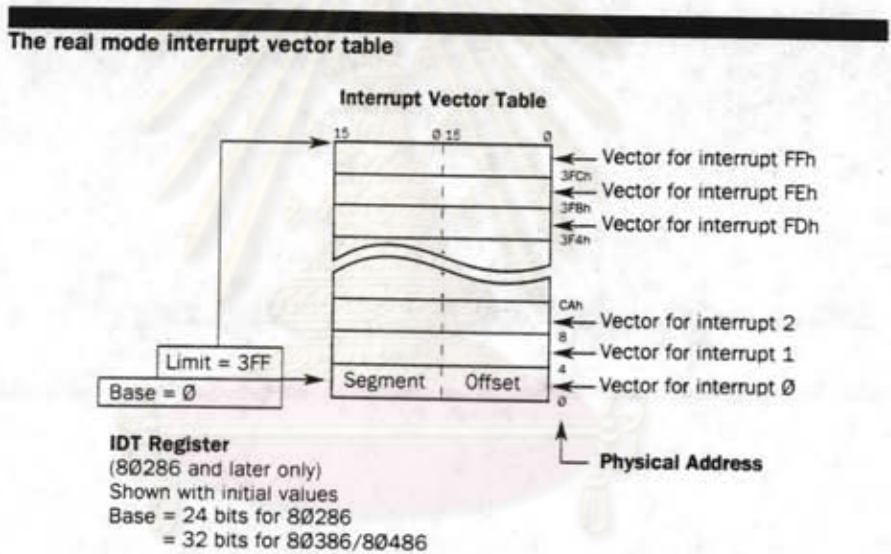 The real mode interrupt vector table
Interrupt Vector Table
15 Ø 15 Ø
Vector for interrupt FFh
3FCh
Vector for interrupt FEh
3F8h
Vector for interrupt FDh
3F4h
CAh
Vector for interrupt 2
8
Vector for interrupt 1
Limit = 3FF
4
Segment Offset
Vector for interrupt Ø
Base = Ø
Ø
IDT Register
(8Ø286 and later only)
Physical Address
Shown with initial values
Base = 24 bits for 8Ø286
= 32 bits for 8Ø386/8Ø486